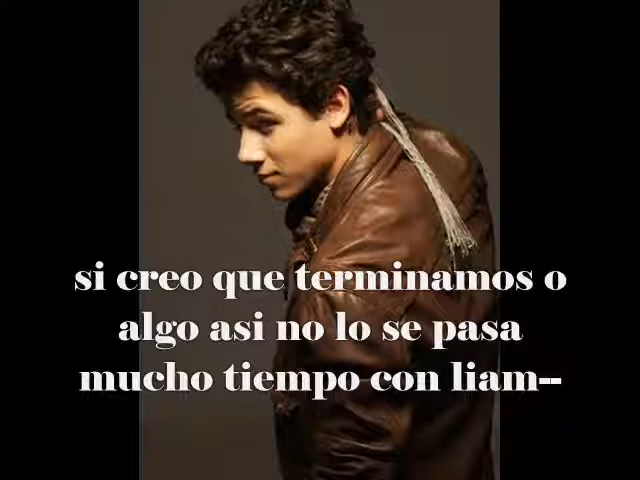 si creo que terminamos o
algo asi no lo se pasa
mucho tiempo con liam--